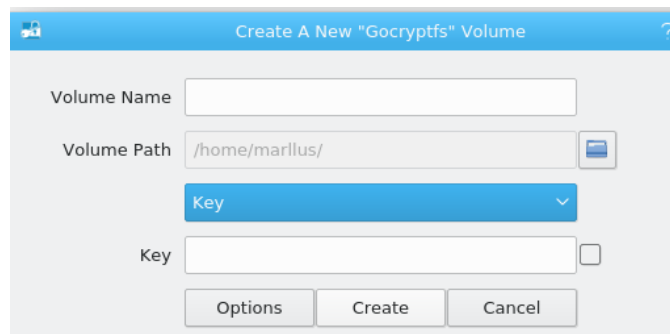 Create A New "Gocryptfs" Volume ?
Volume Name
Volume Path /home/marllus/
Key
Key
Options Create Cancel